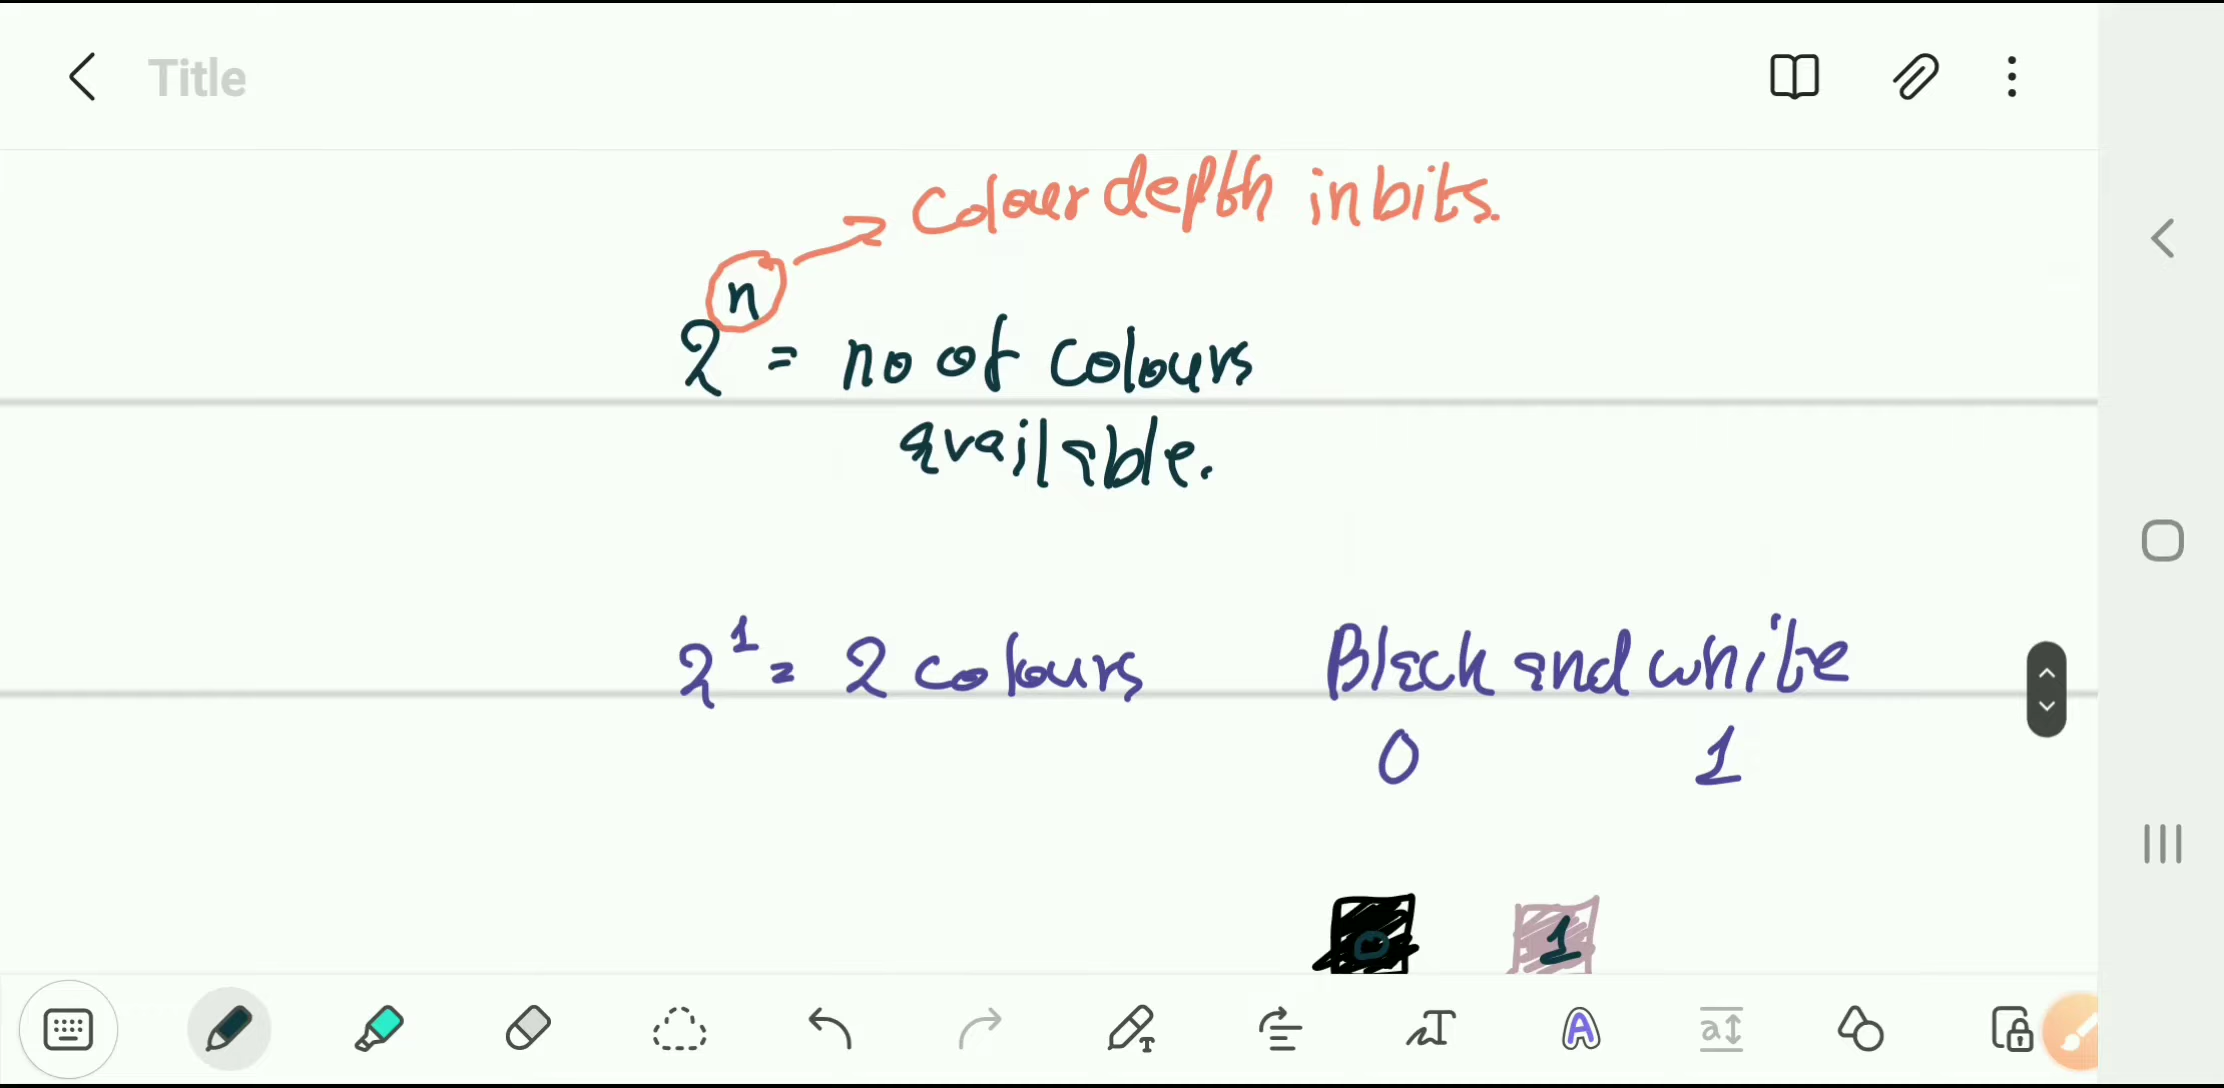 Title
Colour depth in bits.
2^n = no of colours
available.
2^1 = 2 colours Black and white
0 1
0 1